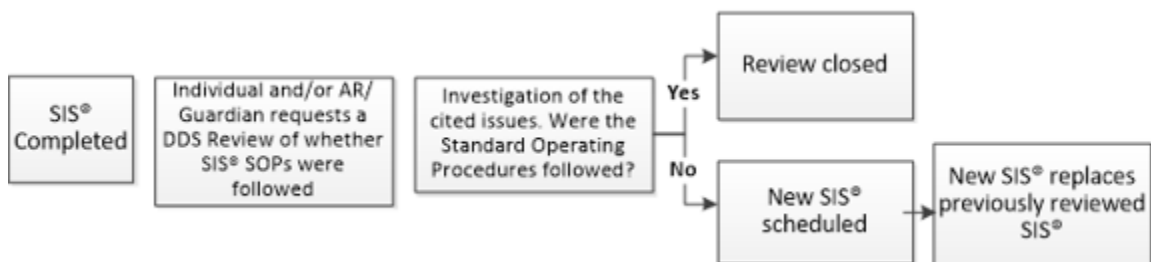 SIS®
Completed
Individual and/or AR/
Guardian requests a
DDS Review of whether
SIS® SOPs were
followed
Investigation of the
cited issues. Were the
Standard Operating
Procedures followed?
Yes
Review closed
No
New SIS®
scheduled
New SIS® replaces
previously reviewed
SIS®